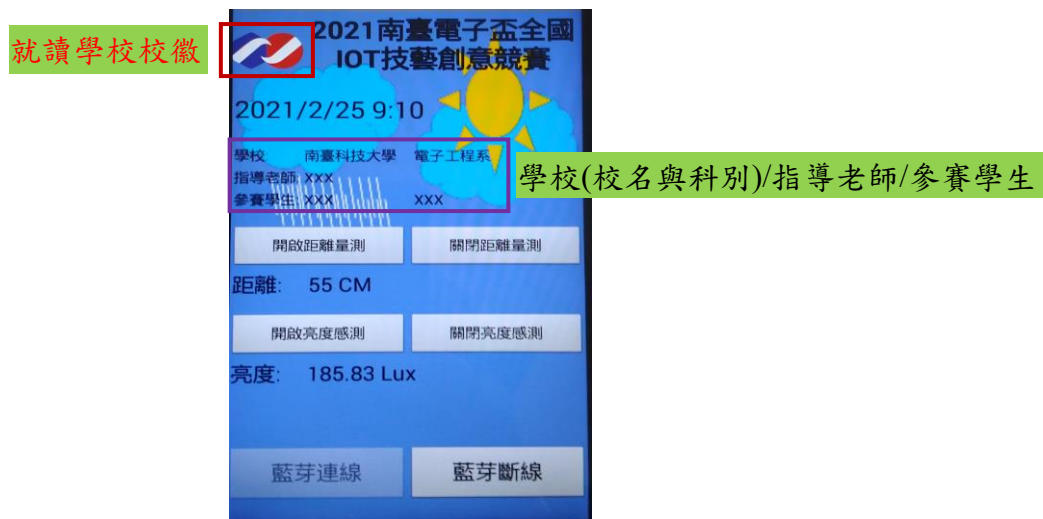 就讀學校校徽
2021南臺電子盃全國
IOT技藝創意競賽
2021/2/25 9:10
學校: 南臺科技大學 電子工程系
指導老師: XXX
參賽學生: XXX XXX
學校(校名與科別)/指導老師/參賽學生
開啟距離量測 關閉距離量測
距離: 55 CM
開啟亮度感測 關閉亮度感測
亮度: 185.83 Lux
藍芽連線 藍芽斷線